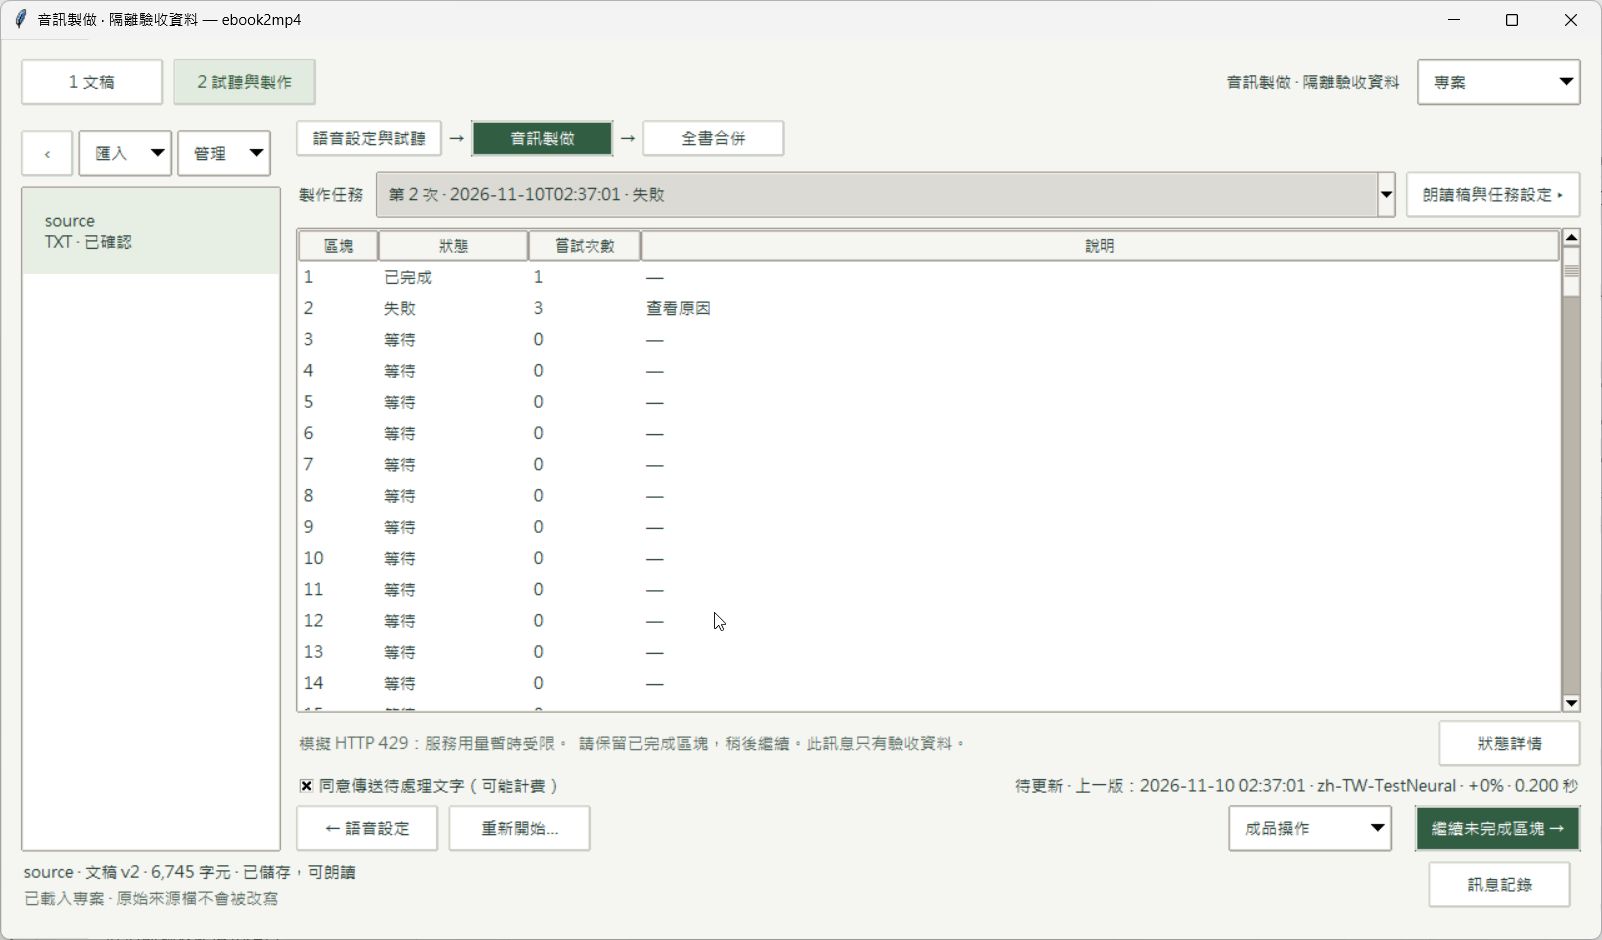 音訊製做 · 隔離驗收資料 — ebook2mp4
1 文稿
2 試聽與製作
音訊製做 · 隔離驗收資料
專案
‹
匯入
管理
語音設定與試聽
→
音訊製做
→
全書合併
source
TXT · 已確認
製作任務
第 2 次 · 2026-11-10T02:37:01 · 失敗
朗讀稿與任務設定 ▸
區塊 狀態 嘗試次數 說明
1 已完成 1 —
2 失敗 3 查看原因
3 等待 0 —
4 等待 0 —
5 等待 0 —
6 等待 0 —
7 等待 0 —
8 等待 0 —
9 等待 0 —
10 等待 0 —
11 等待 0 —
12 等待 0 —
13 等待 0 —
14 等待 0 —
模擬 HTTP 429：服務用量暫時受限。 請保留已完成區塊，稍後繼續。此訊息只有驗收資料。
狀態詳情
同意傳送待處理文字（可能計費）
待更新 · 上一版：2026-11-10 02:37:01 · zh-TW-TestNeural · +0% · 0.200 秒
← 語音設定
重新開始...
成品操作
繼續未完成區塊 →
source · 文稿 v2 · 6,745 字元 · 已儲存，可朗讀
已載入專案 · 原始來源檔不會被改寫
訊息記錄